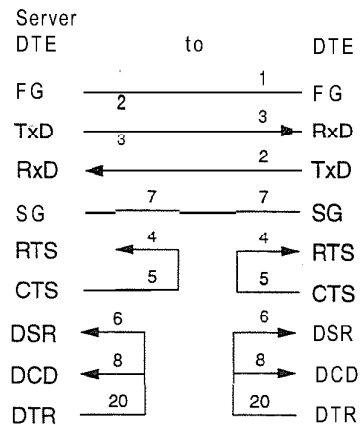 Server
DTE to DTE
1
FG FG
2 3
TxD RxD
3 2
RxD TxD
7 7
SG SG
4 4
RTS RTS
5 5
CTS CTS
6 6
DSR DSR
8 8
DCD DCD
20 20
DTR DTR